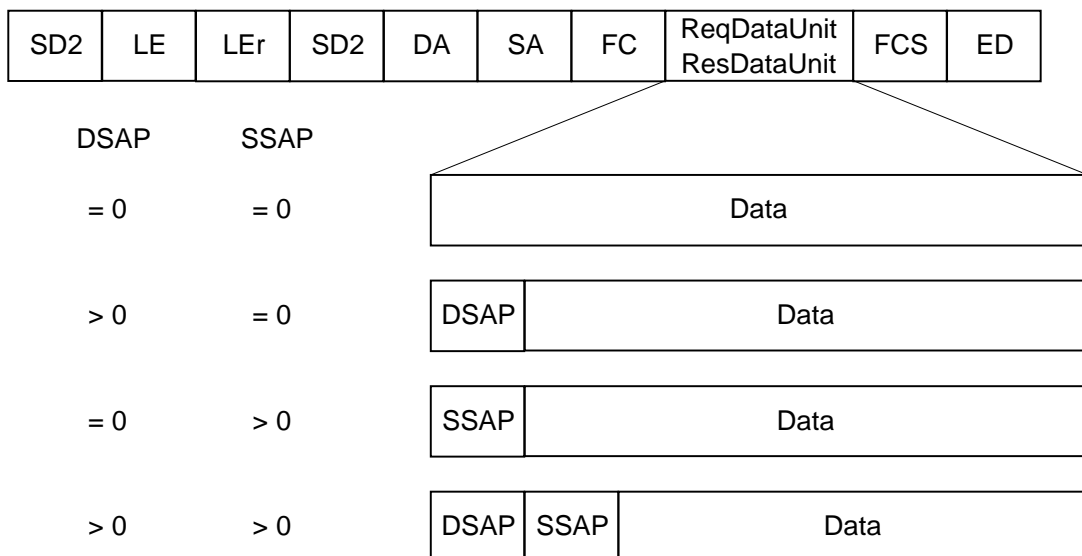 SD2 LE LEr SD2 DA SA FC ReqDataUnit FCS ED
ResDataUnit
DSAP SSAP
= 0 = 0 Data
> 0 = 0 DSAP Data
= 0 > 0 SSAP Data
> 0 > 0 DSAP SSAP Data